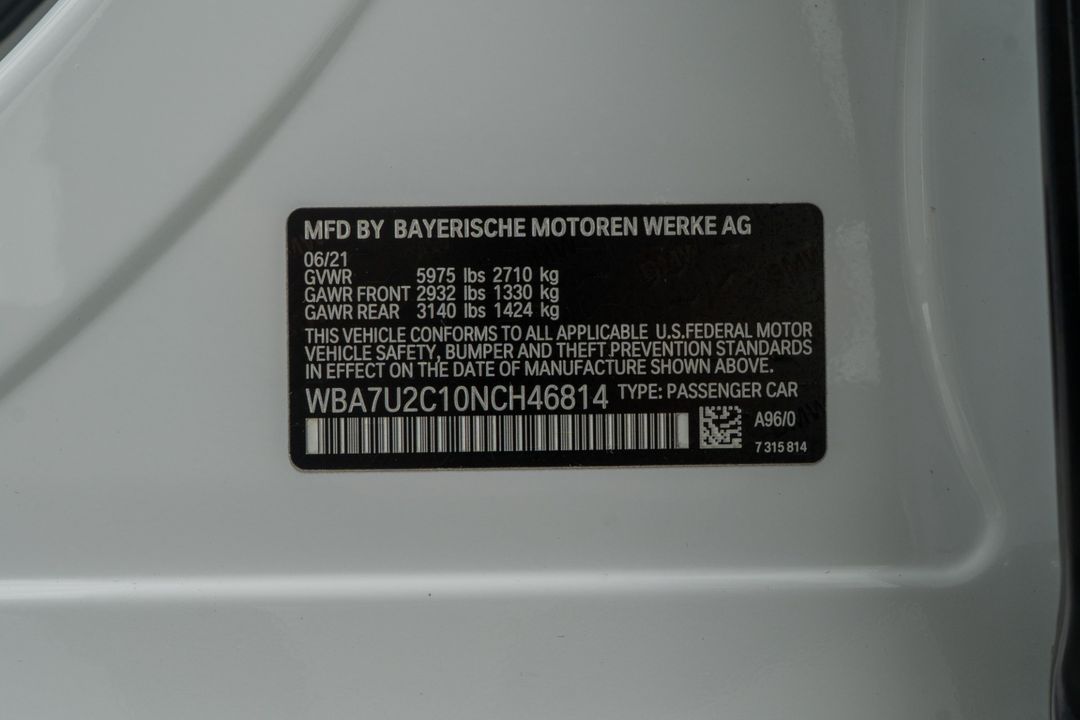 MFD BY BAYERISCHE MOTOREN WERKE AG
06/21
GVWR 5975 lbs 2710 kg
GAWR FRONT 2932 lbs 1330 kg
GAWR REAR 3140 lbs 1424 kg
THIS VEHICLE CONFORMS TO ALL APPLICABLE U.S.FEDERAL MOTOR
VEHICLE SAFETY, BUMPER AND THEFT PREVENTION STANDARDS
IN EFFECT ON THE DATE OF MANUFACTURE SHOWN ABOVE.
WBA7U2C10NCH46814 TYPE: PASSENGER CAR
A96/0
7 315 814